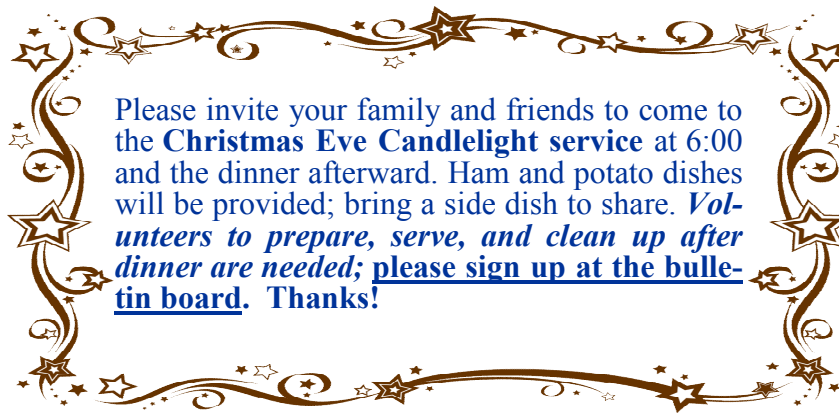 Please invite your family and friends to come to
the Christmas Eve Candlelight service at 6:00
and the dinner afterward. Ham and potato dishes
will be provided; bring a side dish to share. Vol-
unteers to prepare, serve, and clean up after
dinner are needed; please sign up at the bulle-
tin board.  Thanks!